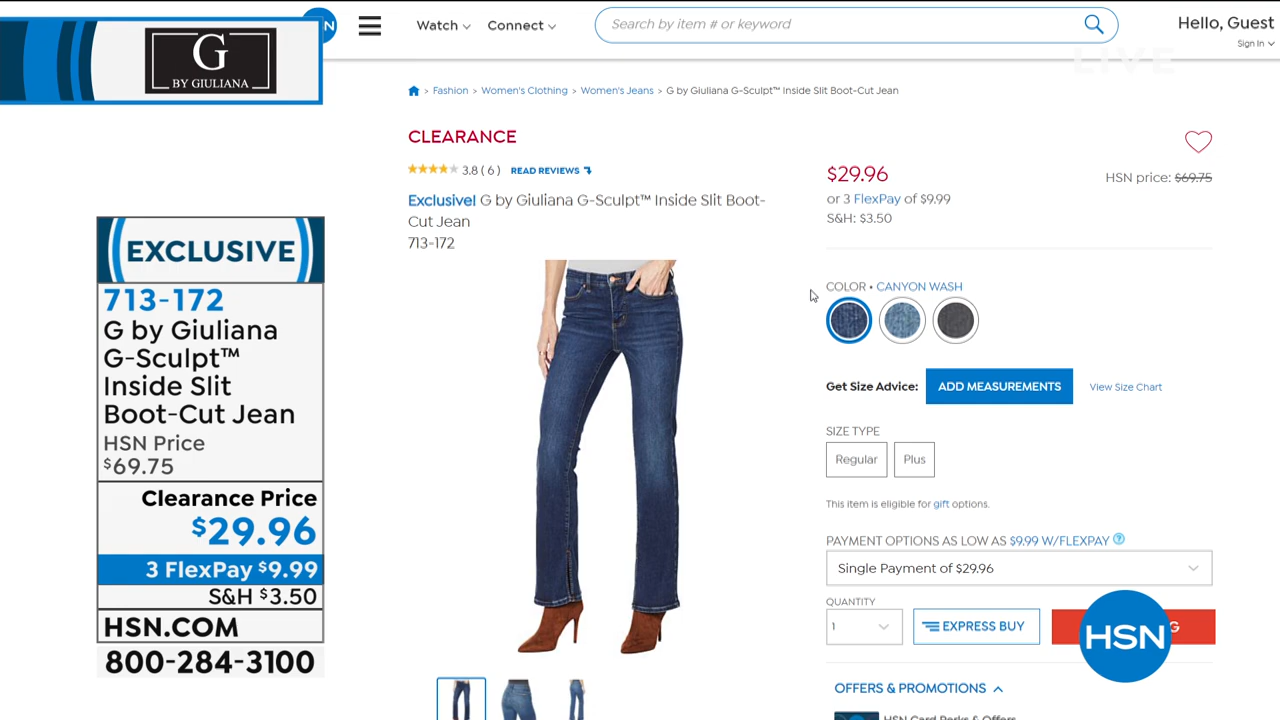 G
BY GIULIANA
N
Watch
Connect
Search by item # or keyword
Hello, Guest
Sign In
LIVE
> Fashion > Women's Clothing > Women's Jeans > G by Giuliana G-Sculpt™ Inside Slit Boot-Cut Jean
CLEARANCE
3.8 ( 6 ) READ REVIEWS
Exclusive! G by Giuliana G-Sculpt™ Inside Slit Boot-
Cut Jean
713-172
$29.96
HSN price: $69.75
or 3 FlexPay of $9.99
S&H: $3.50
COLOR • CANYON WASH
Get Size Advice: ADD MEASUREMENTS View Size Chart
SIZE TYPE
Regular Plus
This item is eligible for gift options.
PAYMENT OPTIONS AS LOW AS $9.99 W/FLEXPAY ?
Single Payment of $29.96
QUANTITY
1
EXPRESS BUY
G
HSN
OFFERS & PROMOTIONS
HSN Card Perks & Offers
EXCLUSIVE
713-172
G by Giuliana
G-Sculpt™
Inside Slit
Boot-Cut Jean
HSN Price
$69.75
Clearance Price
$29.96
3 FlexPay $9.99
S&H $3.50
HSN.COM
800-284-3100